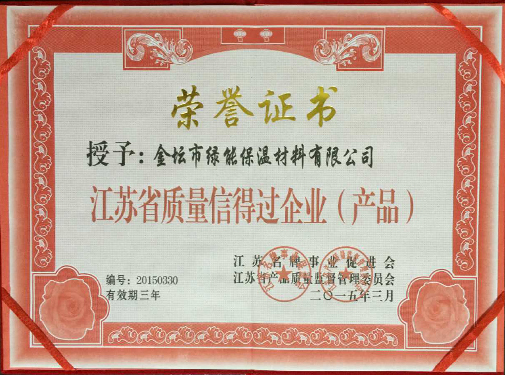 荣誉证书
授予：金坛市绿能保温材料有限公司
江苏省质量信得过企业（产品）
江苏名牌事业促进会
江苏省产品质量监督管理委员会
二〇一五年三月
编号：20150330
有效期三年